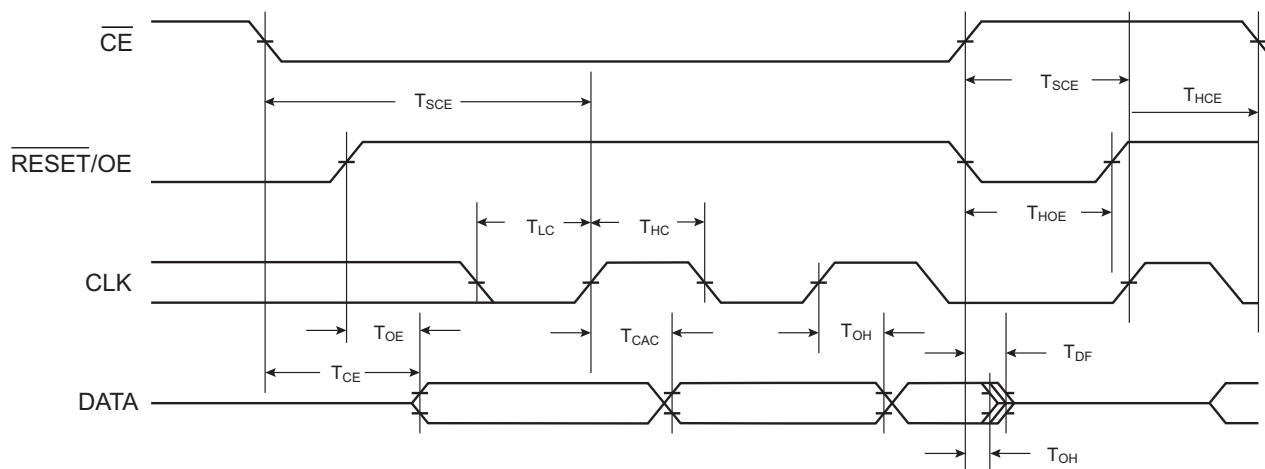 CE
T_SCE T_SCE T_HCE
RESET/OE
T_LC T_HC T_HOE
CLK
T_OE T_CAC T_OH T_DF
T_CE
DATA
T_OH